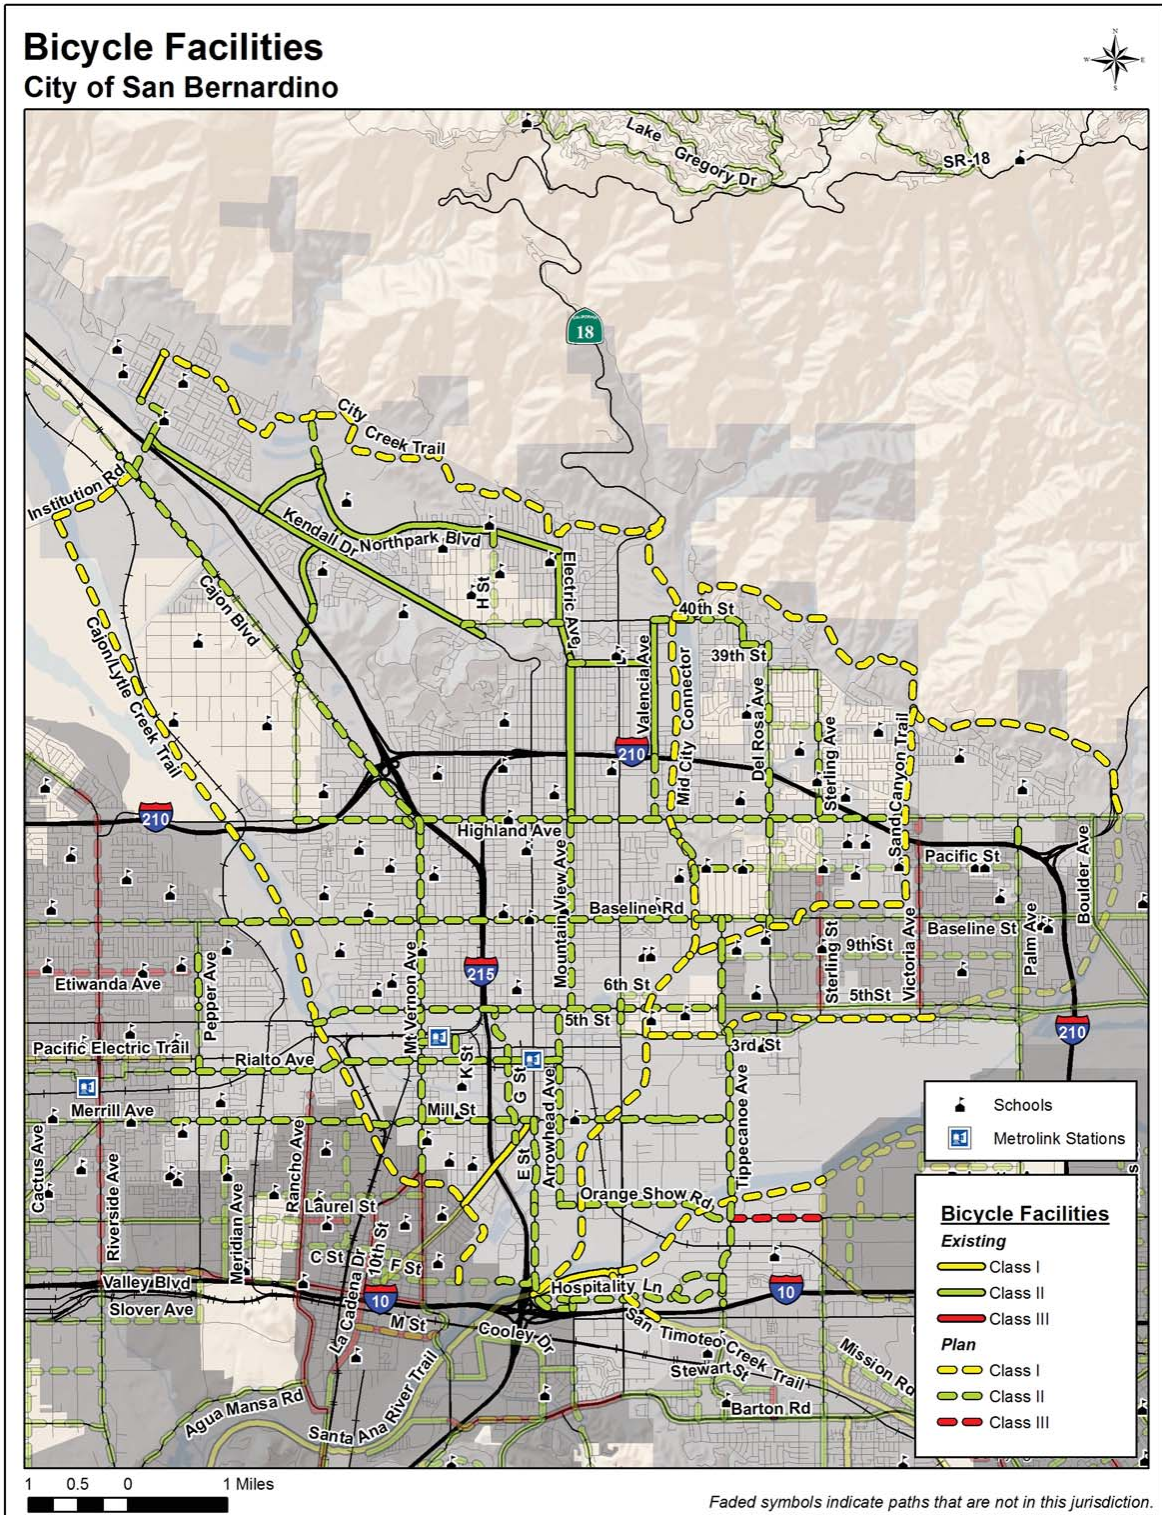 Bicycle Facilities
City of San Bernardino
N
W
E
S
Lake Gregory Dr
SR-18
18
City Creek Trail
Institution Rd
Kendall Dr
Northpark Blvd
H St
Electric Ave
Cajon Blvd
Cajon/Lytle Creek Trail
40th St
39th St
Valencia Ave
Mid City Connector
Del Rosa Ave
Sterling Ave
Sand Canyon Trail
210
210
Highland Ave
Pacific St
Boulder Ave
Mountain View Ave
Baseline Rd
Baseline St
Palm Ave
9th St
Sterling St
Victoria Ave
Etiwanda Ave
Pepper Ave
Mt Vernon Ave
215
6th St
5th St
5thSt
210
Pacific Electric Trail
Rialto Ave
K St
G St
3rd St
Merrill Ave
Mill St
Arrowhead Ave
E St
Tippecanoe Ave
Schools
Metrolink Stations
Cactus Ave
Riverside Ave
Meridian Ave
Rancho Ave
Laurel St
Orange Show Rd
C St
10th St
F St
La Cadena Dr
Valley Blvd
Slover Ave
10
Hospitality Ln
10
M St
Cooley Dr
San Timoteo Creek Trail
Stewart St
Mission Rd
Agua Mansa Rd
Santa Ana River Trail
Barton Rd
Bicycle Facilities
Existing
Class I
Class II
Class III
Plan
Class I
Class II
Class III
1 0.5 0 1 Miles
Faded symbols indicate paths that are not in this jurisdiction.